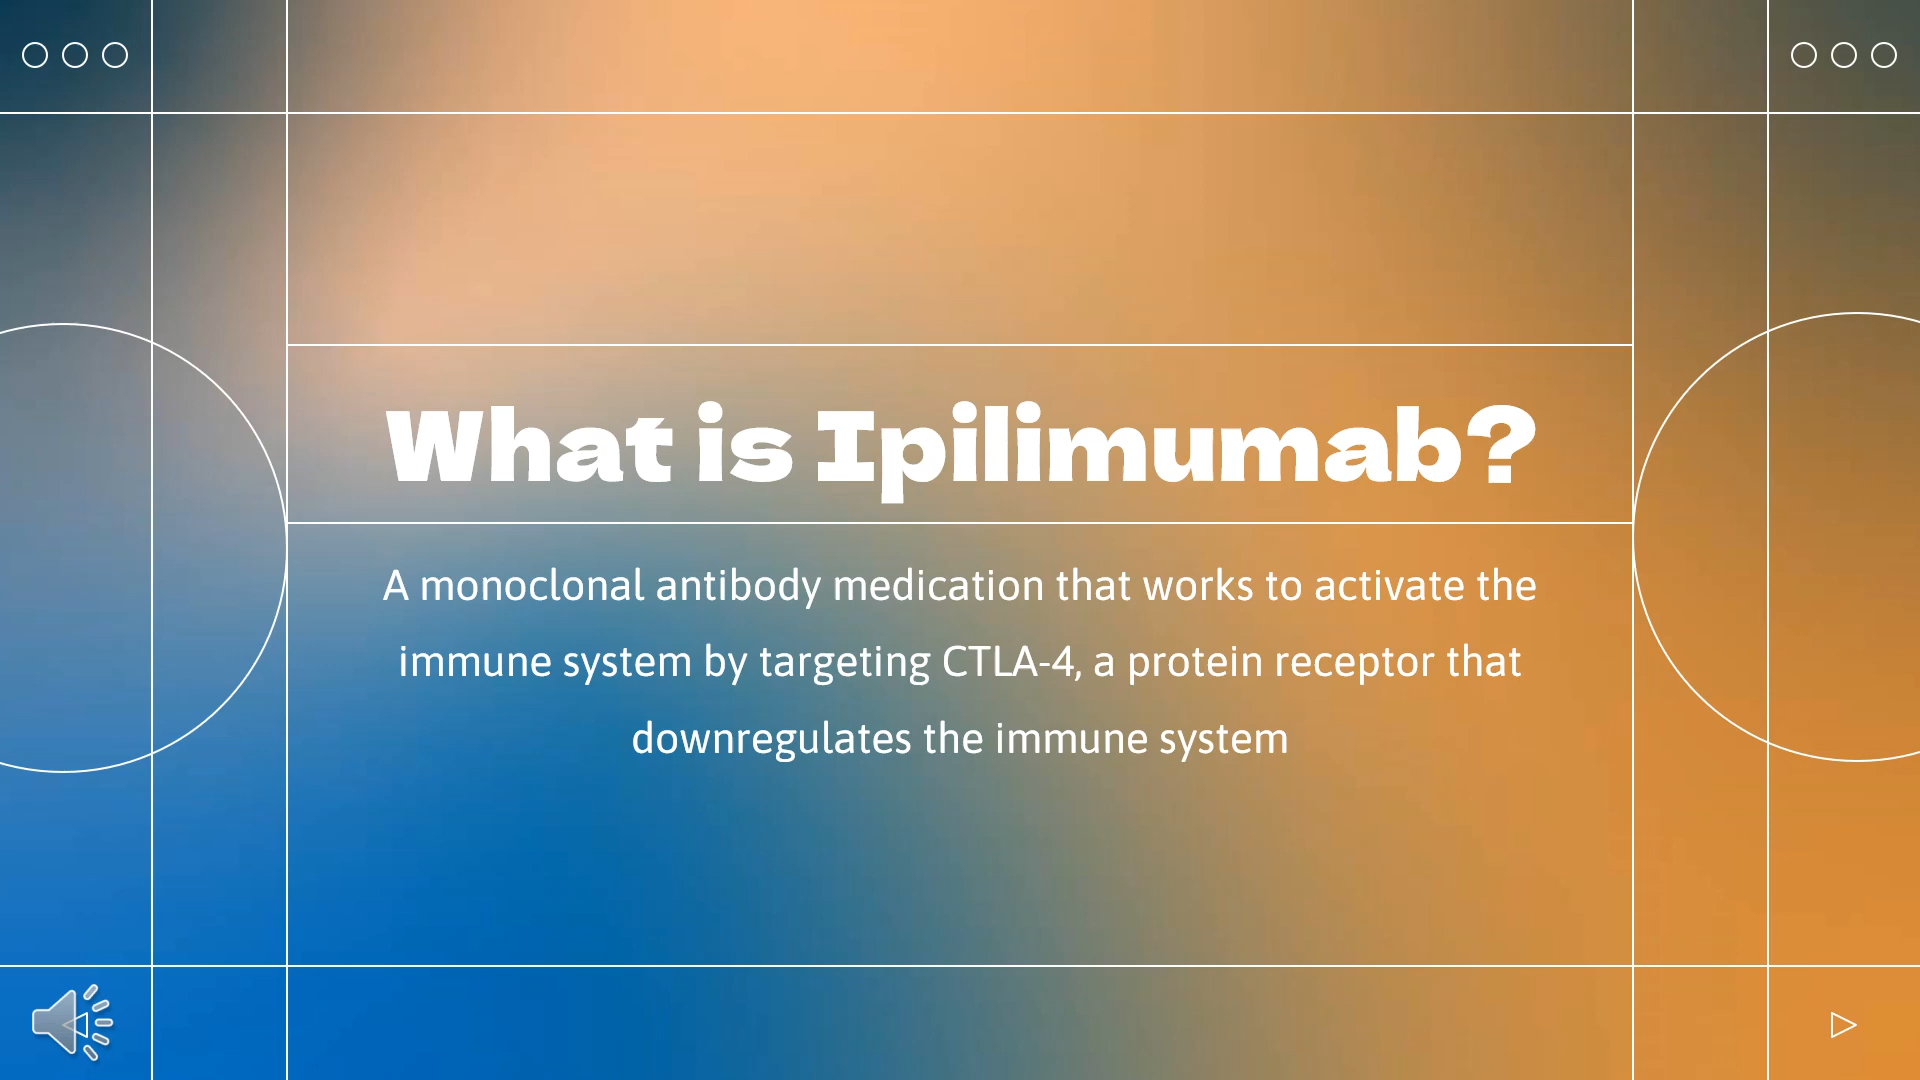 What is Ipilimumab?
A monoclonal antibody medication that works to activate the
immune system by targeting CTLA-4, a protein receptor that
downregulates the immune system